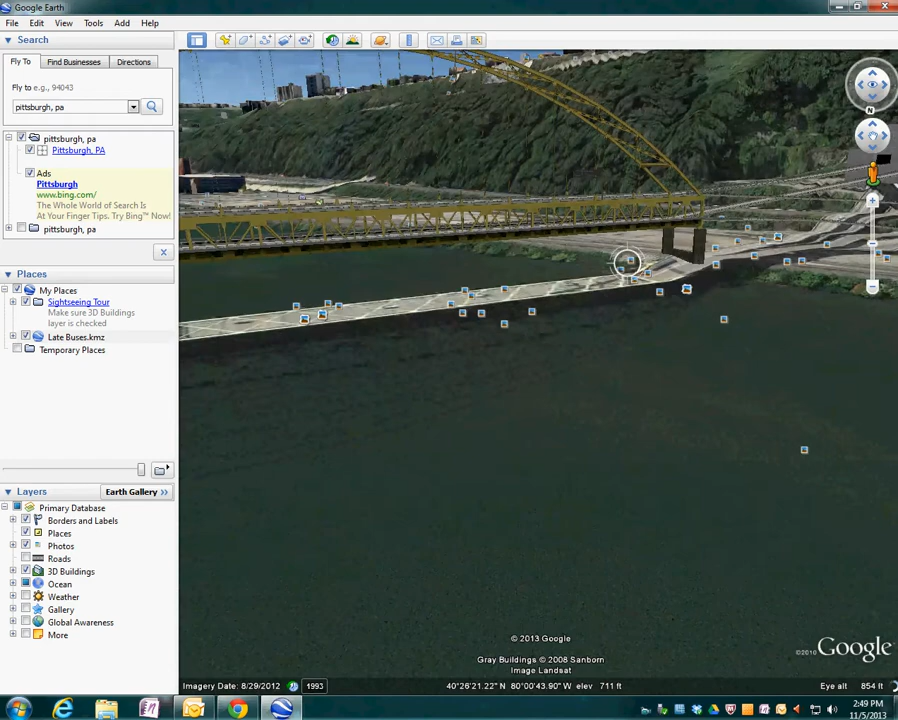 Google Earth
File Edit View Tools Add Help
Search
Fly To Find Businesses Directions
Fly to e.g., 94043
pittsburgh, pa
pittsburgh, pa
Pittsburgh, PA
Ads
Pittsburgh
www.bing.com/
The Whole World of Search Is
At Your Finger Tips. Try Bing™ Now!
pittsburgh, pa
X
Places
My Places
Sightseeing Tour
Make sure 3D Buildings
layer is checked
Late Buses.kmz
Temporary Places
Layers
Earth Gallery >>
Primary Database
Borders and Labels
Places
Photos
Roads
3D Buildings
Ocean
Weather
Gallery
Global Awareness
More
N
© 2013 Google
Gray Buildings © 2008 Sanborn
Image Landsat
©2010 Google
Imagery Date: 8/29/2012 1993 40°26'21.22" N 80°00'43.90" W elev 711 ft Eye alt 854 ft
2:49 PM
11/5/2013